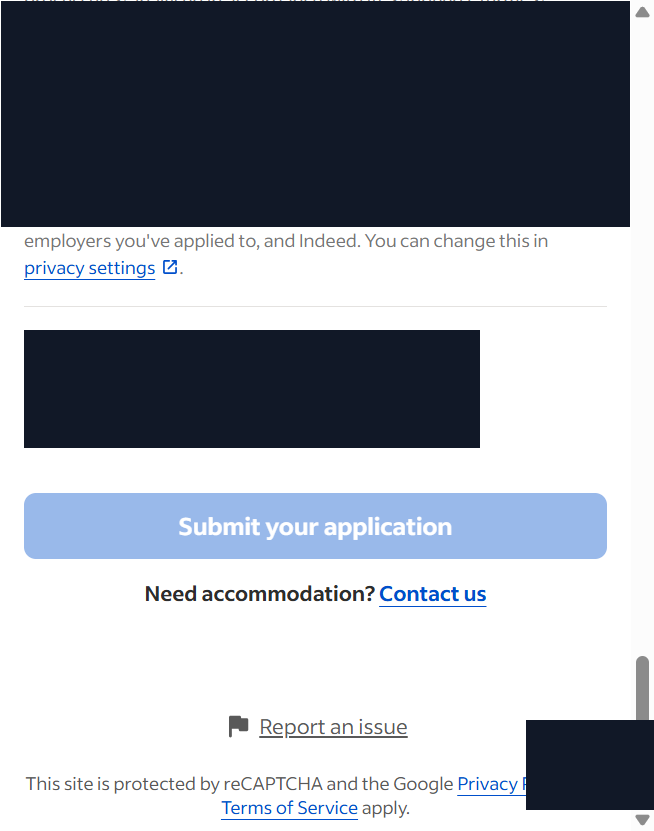 employers you've applied to, and Indeed. You can change this in
privacy settings.
Submit your application
Need accommodation? Contact us
Report an issue
This site is protected by reCAPTCHA and the Google Privacy
Terms of Service apply.